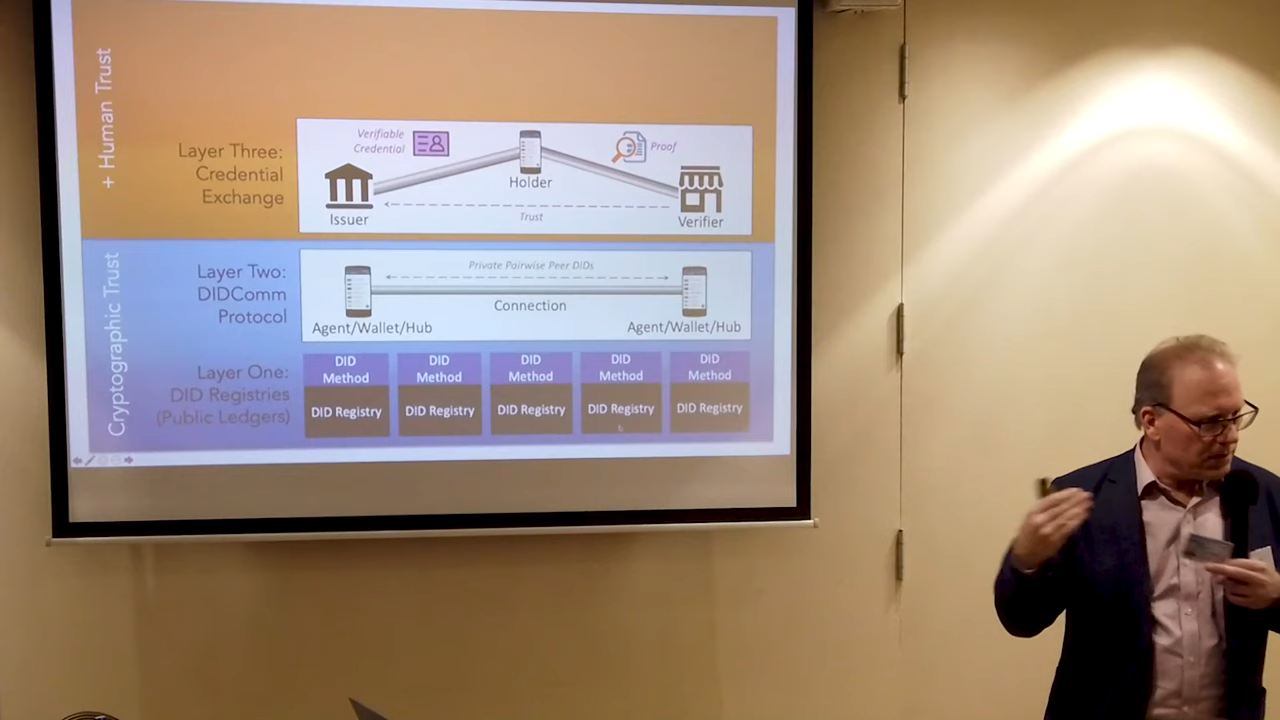 + Human Trust
Layer Three:
Credential
Exchange
Verifiable
Credential
Proof
Holder
Issuer
Trust
Verifier
Cryptographic Trust
Layer Two:
DIDComm
Protocol
Private Pairwise Peer DIDs
Connection
Agent/Wallet/Hub
Agent/Wallet/Hub
Layer One:
DID Registries
(Public Ledgers)
DID
Method
DID
Method
DID
Method
DID
Method
DID
Method
DID Registry
DID Registry
DID Registry
DID Registry
DID Registry